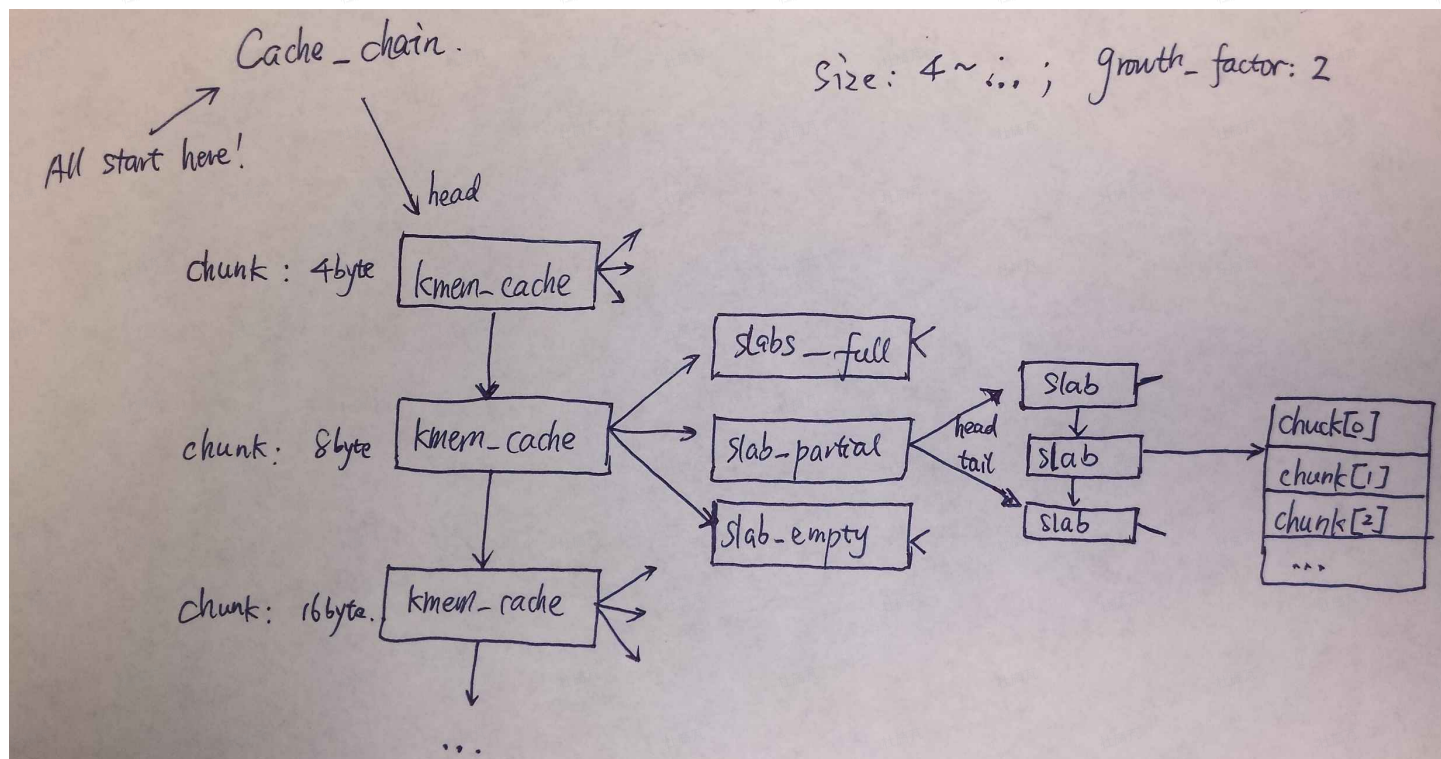 Cache_chain.
Size: 4 ~ ... ; growth_factor: 2
All start here!
head
chunk: 4byte
kmem_cache
slabs_full
slab
chunk: 8byte
kmem_cache
slab_partial
head
tail
slab
chuck[0]
chunk[1]
chunk[2]
...
slab_empty
slab
chunk: 16byte.
kmem_cache
...